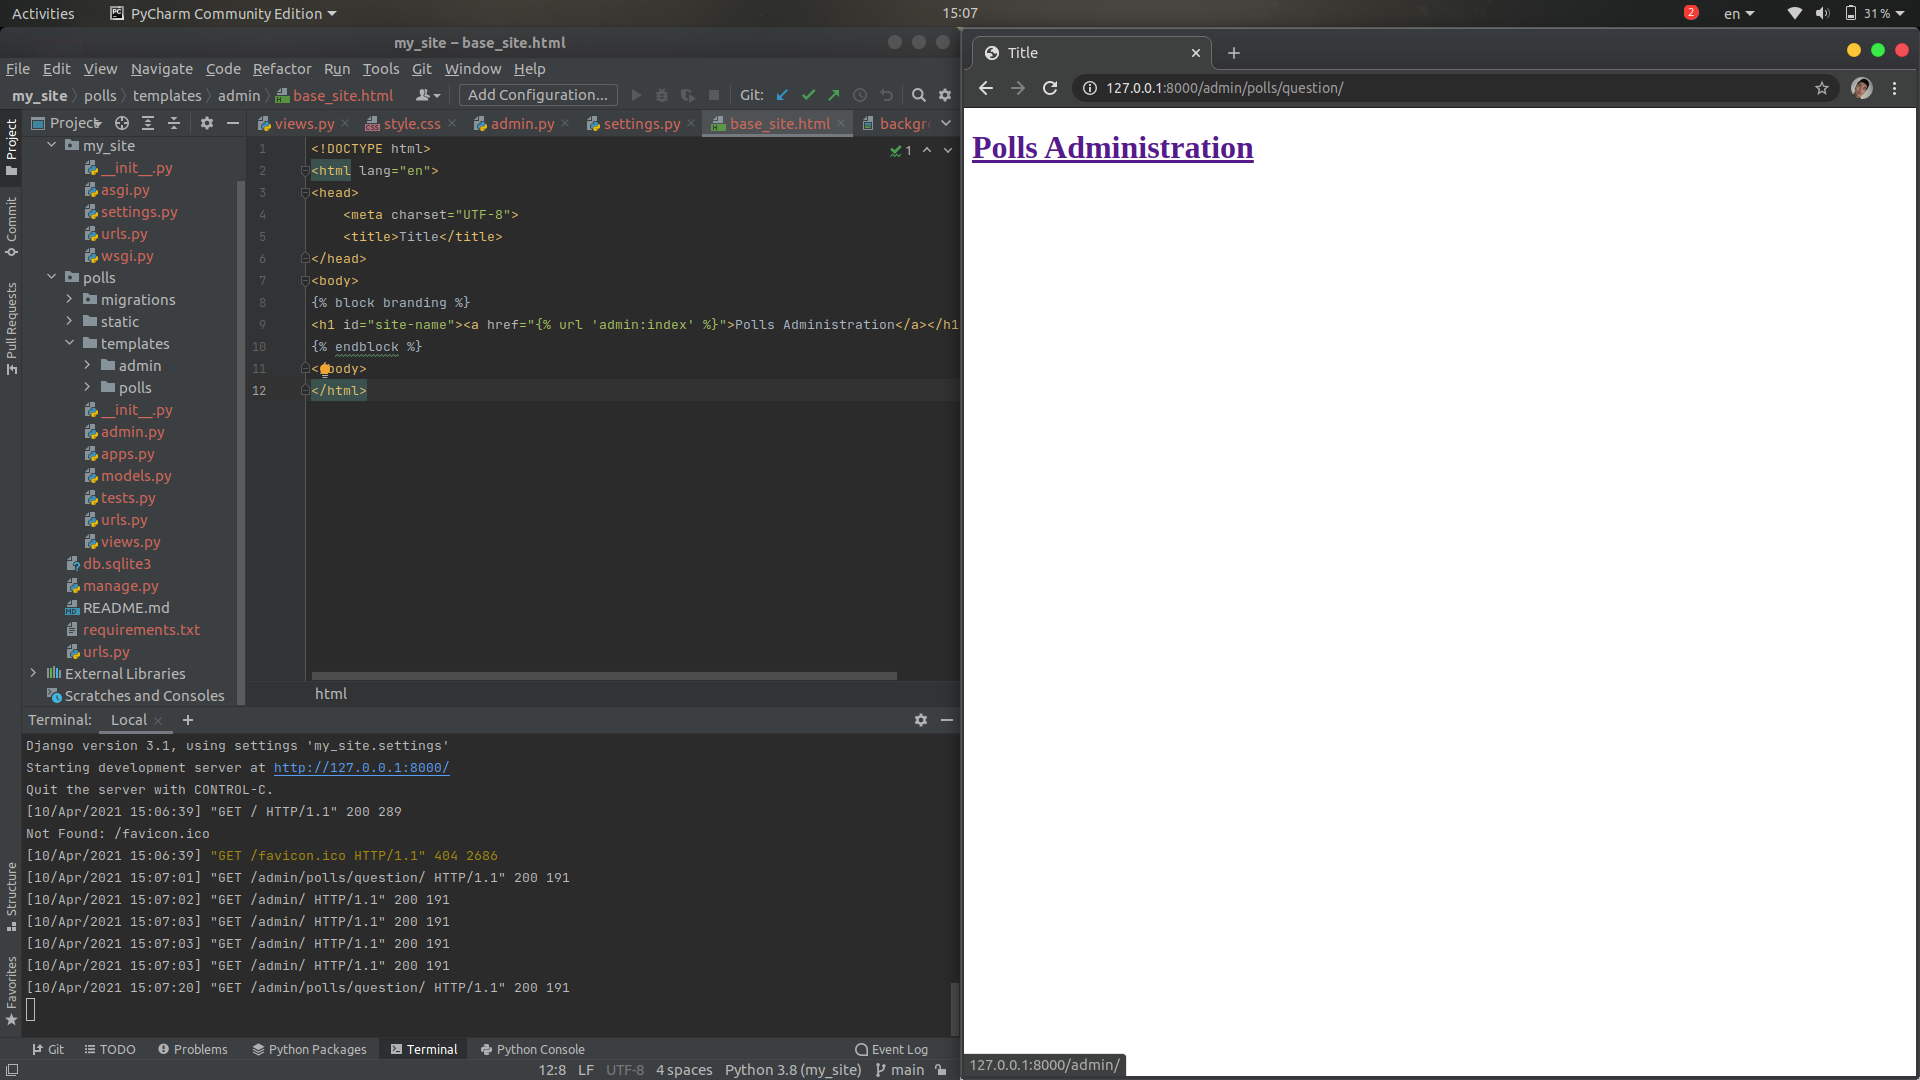 Activities
PyCharm Community Edition
15:07
2
en
31 %
my_site – base_site.html
File Edit View Navigate Code Refactor Run Tools Git Window Help
my_site polls templates admin base_site.html
Add Configuration...
Git:
Project
views.py style.css admin.py settings.py base_site.html backgr
Project
Commit
Pull Requests
Structure
Favorites
my_site
__init__.py
asgi.py
settings.py
urls.py
wsgi.py
polls
migrations
static
templates
admin
polls
__init__.py
admin.py
apps.py
models.py
tests.py
urls.py
views.py
db.sqlite3
manage.py
README.md
requirements.txt
urls.py
External Libraries
Scratches and Consoles
1
1 <!DOCTYPE html>
2 <html lang="en">
3 <head>
4 <meta charset="UTF-8">
5 <title>Title</title>
6 </head>
7 <body>
8 {% block branding %}
9 <h1 id="site-name"><a href="{% url 'admin:index' %}">Polls Administration</a></h1
10 {% endblock %}
11 < body>
12 </html>
html
Terminal: Local
Django version 3.1, using settings 'my_site.settings'
Starting development server at http://127.0.0.1:8000/
Quit the server with CONTROL-C.
[10/Apr/2021 15:06:39] "GET / HTTP/1.1" 200 289
Not Found: /favicon.ico
[10/Apr/2021 15:06:39] "GET /favicon.ico HTTP/1.1" 404 2686
[10/Apr/2021 15:07:01] "GET /admin/polls/question/ HTTP/1.1" 200 191
[10/Apr/2021 15:07:02] "GET /admin/ HTTP/1.1" 200 191
[10/Apr/2021 15:07:03] "GET /admin/ HTTP/1.1" 200 191
[10/Apr/2021 15:07:03] "GET /admin/ HTTP/1.1" 200 191
[10/Apr/2021 15:07:03] "GET /admin/ HTTP/1.1" 200 191
[10/Apr/2021 15:07:20] "GET /admin/polls/question/ HTTP/1.1" 200 191
Git TODO Problems Python Packages Terminal Python Console Event Log
12:8 LF UTF-8 4 spaces Python 3.8 (my_site) main
Title
127.0.0.1:8000/admin/polls/question/
Polls Administration
127.0.0.1:8000/admin/